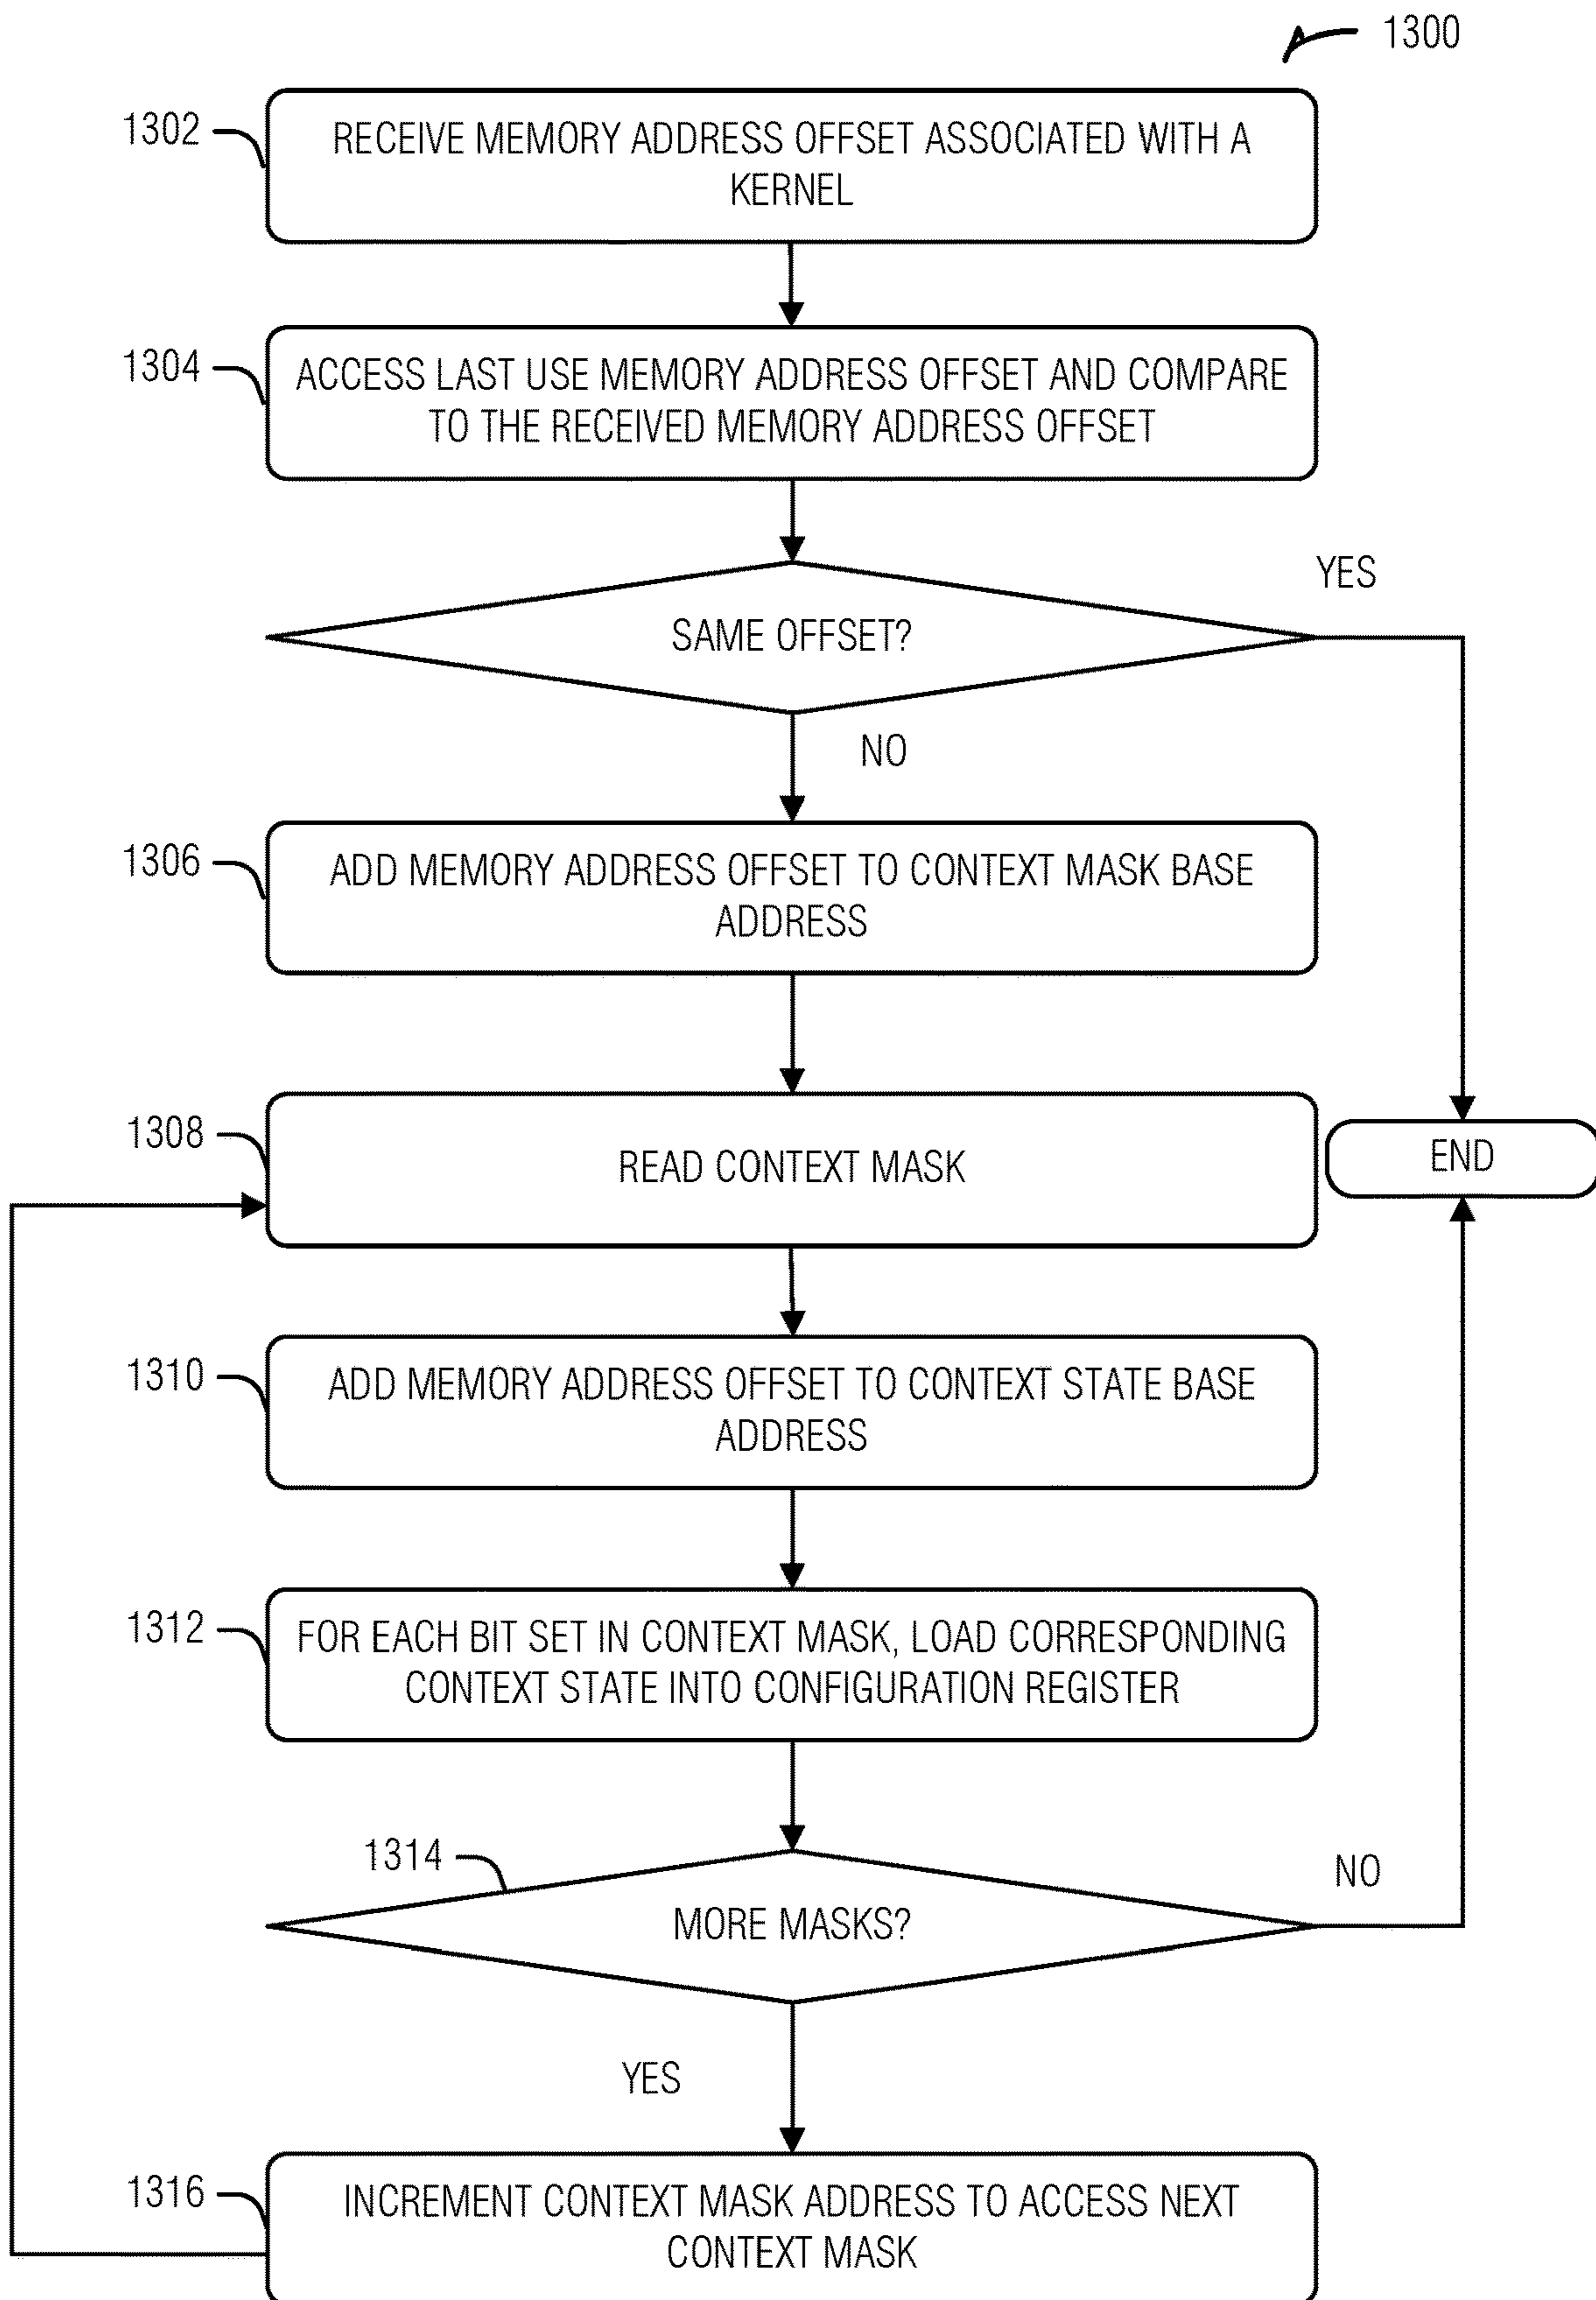 1300
1302
RECEIVE MEMORY ADDRESS OFFSET ASSOCIATED WITH A
KERNEL
1304
ACCESS LAST USE MEMORY ADDRESS OFFSET AND COMPARE
TO THE RECEIVED MEMORY ADDRESS OFFSET
YES
SAME OFFSET?
NO
1306
ADD MEMORY ADDRESS OFFSET TO CONTEXT MASK BASE
ADDRESS
1308
READ CONTEXT MASK
END
1310
ADD MEMORY ADDRESS OFFSET TO CONTEXT STATE BASE
ADDRESS
1312
FOR EACH BIT SET IN CONTEXT MASK, LOAD CORRESPONDING
CONTEXT STATE INTO CONFIGURATION REGISTER
1314
NO
MORE MASKS?
YES
1316
INCREMENT CONTEXT MASK ADDRESS TO ACCESS NEXT
CONTEXT MASK